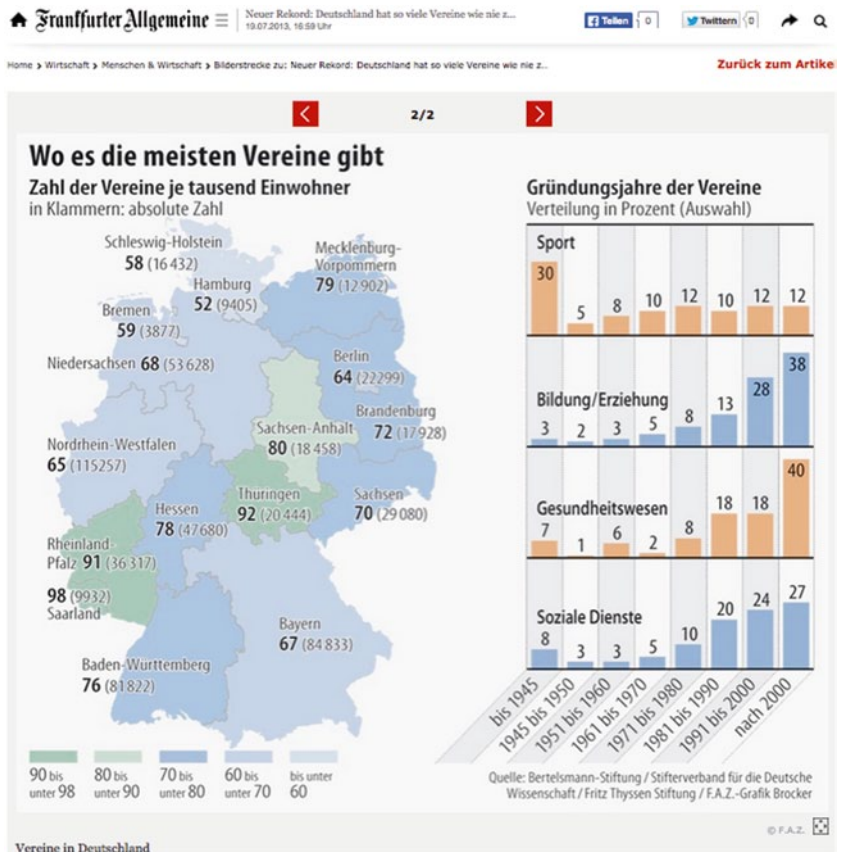 Frankfurter Allgemeine
Neuer Rekord: Deutschland hat so viele Vereine wie nie z...
19.07.2013, 16:59 Uhr
Teilen 0
Twittern 0
Home › Wirtschaft › Menschen & Wirtschaft › Bilderstrecke zu: Neuer Rekord: Deutschland hat so viele Vereine wie nie z...
Zurück zum Artike
2/2
Wo es die meisten Vereine gibt
Zahl der Vereine je tausend Einwohner
in Klammern: absolute Zahl
Schleswig-Holstein
58 (16 432)
Mecklenburg-
Vorpommern
79 (12 902)
Hamburg
52 (9405)
Bremen
59 (3877)
Niedersachsen 68 (53 628)
Berlin
64 (22299)
Brandenburg
72 (17 928)
Sachsen-Anhalt
80 (18 458)
Nordrhein-Westfalen
65 (115257)
Thüringen
92 (20 444)
Sachsen
70 (29 080)
Hessen
78 (47680)
Rheinland-
Pfalz 91 (36 317)
98 (9932)
Saarland
Bayern
67 (84 833)
Baden-Württemberg
76 (81822)
90 bis
unter 98
80 bis
unter 90
70 bis
unter 80
60 bis
unter 70
bis unter
60
Gründungsjahre der Vereine
Verteilung in Prozent (Auswahl)
Sport
30 5 8 10 12 10 12 12
Bildung/Erziehung
3 2 3 5 8 13 28 38
Gesundheitswesen
7 1 6 2 8 18 18 40
Soziale Dienste
8 3 3 5 10 20 24 27
bis 1945
1945 bis 1950
1951 bis 1960
1961 bis 1970
1971 bis 1980
1981 bis 1990
1991 bis 2000
nach 2000
Quelle: Bertelsmann-Stiftung / Stifterverband für die Deutsche
Wissenschaft / Fritz Thyssen Stiftung / F.A.Z.-Grafik Brocker
© F.A.Z.
Vereine in Deutschland